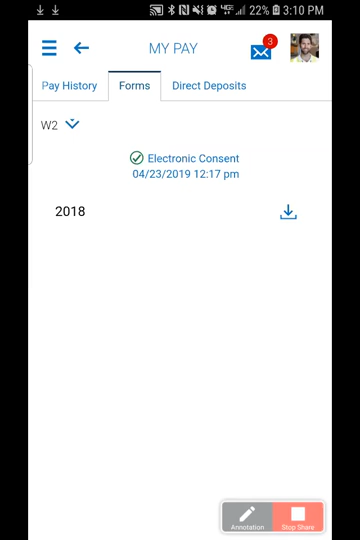 22% 3:10 PM
MY PAY
3
Pay History Forms Direct Deposits
W2
Electronic Consent
04/23/2019 12:17 pm
2018
Annotation Stop Share